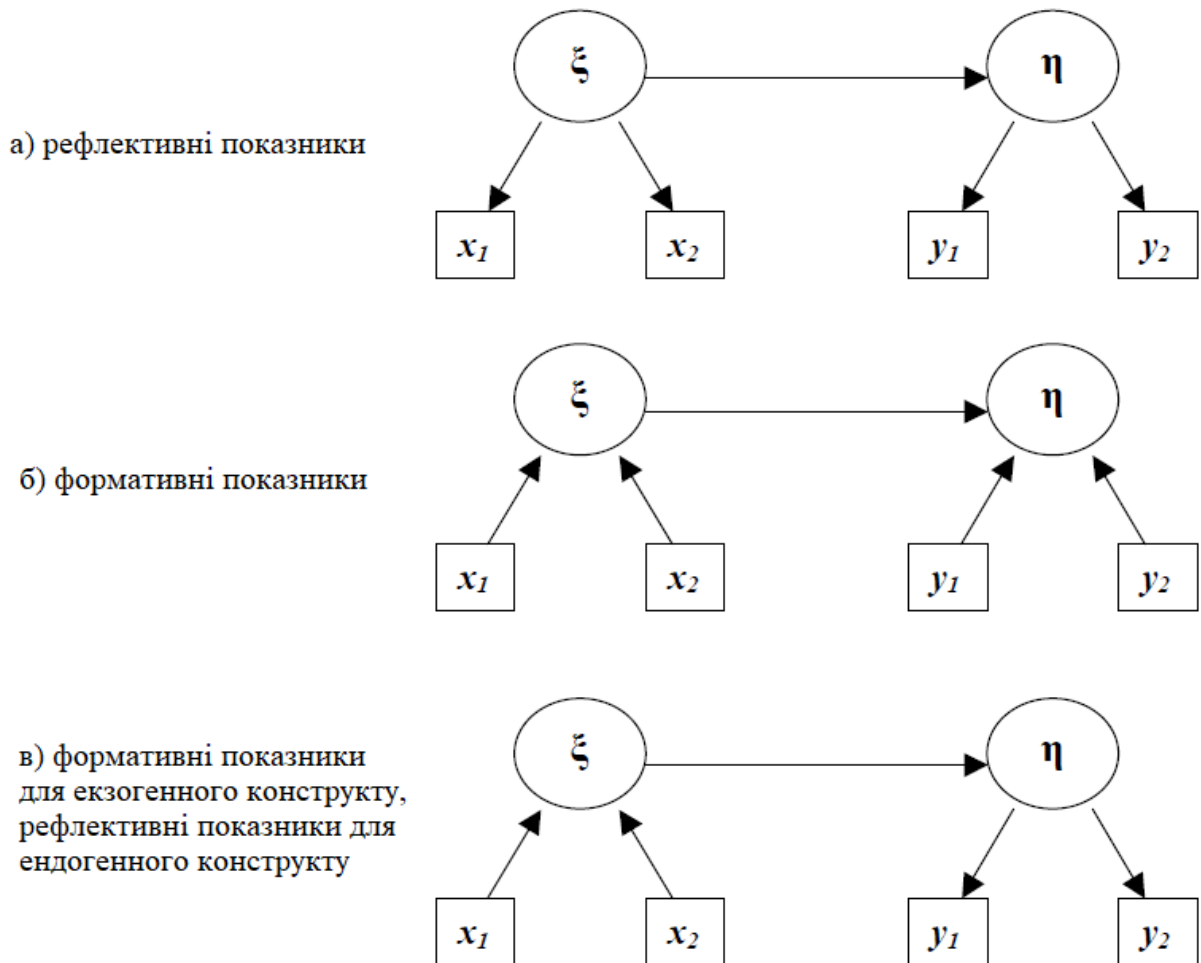 ξ η
а) рефлективні показники
x1 x2 y1 y2
ξ η
б) формативні показники
x1 x2 y1 y2
ξ η
в) формативні показники
для екзогенного конструкту,
рефлективні показники для
ендогенного конструкту
x1 x2 y1 y2